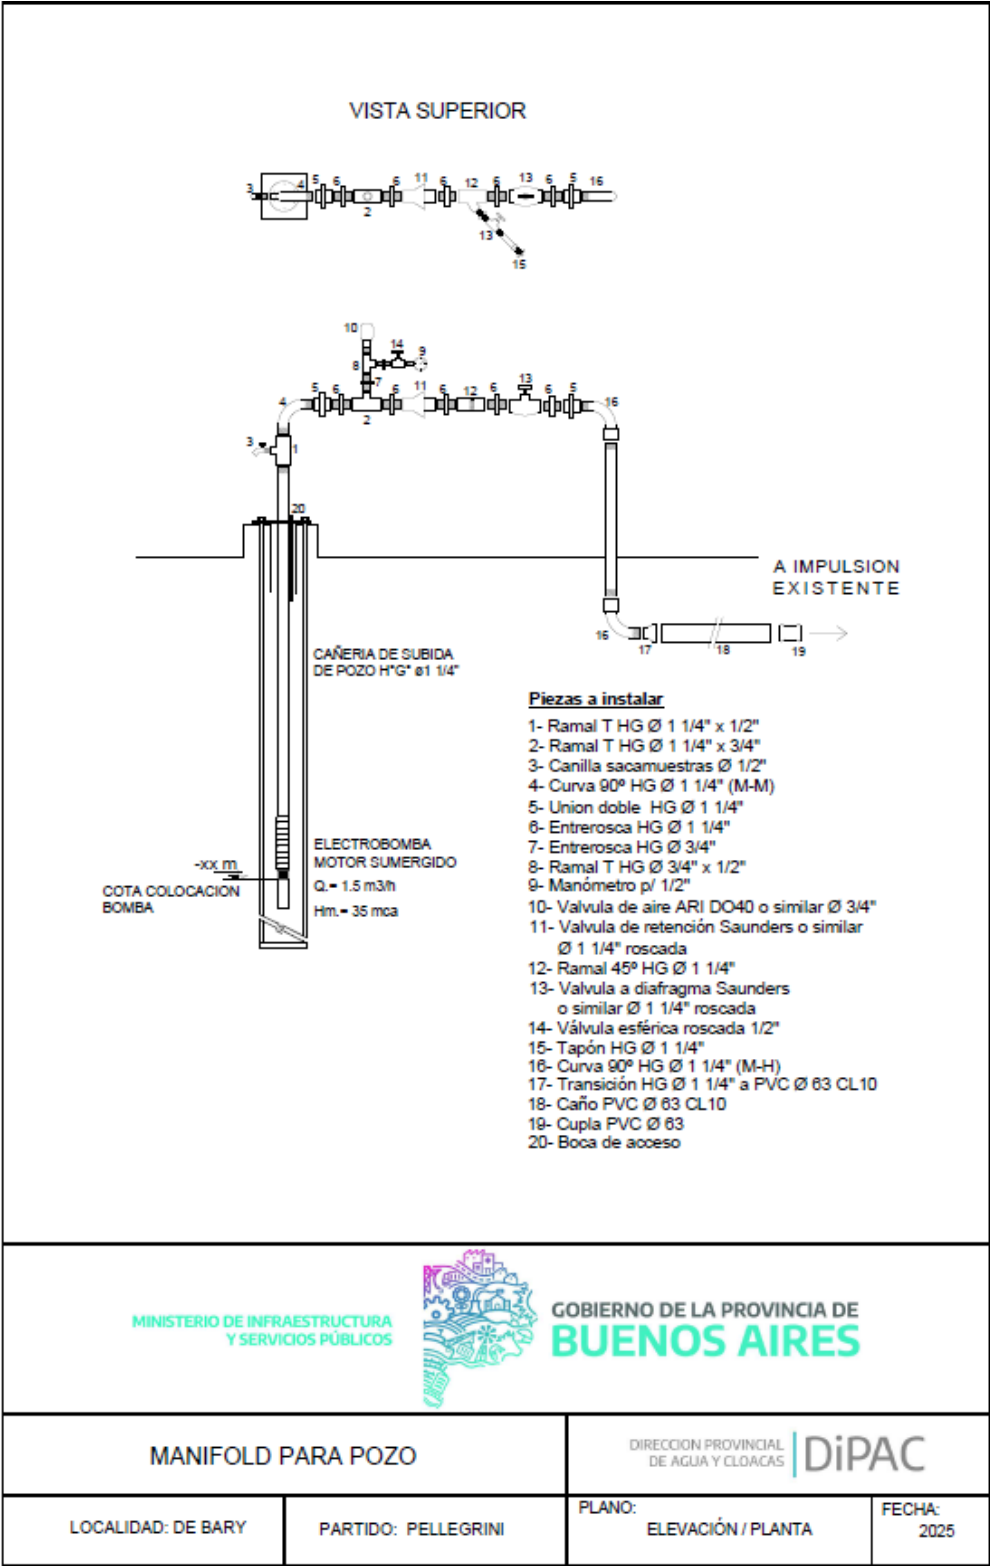 VISTA SUPERIOR
3 4 5 6 2 6 11 6 12 6 13 6 5 16
13
15
10
14
9
8
7
5 6 6 11 6 12 6 13 6 5
4 2 16
3 1
20
A IMPULSION
EXISTENTE
16 17 18 19
CAÑERIA DE SUBIDA
DE POZO H°G° ø1 1/4"
ELECTROBOMBA
MOTOR SUMERGIDO
Q.= 1.5 m3/h
Hm.= 35 mca
-xx m
COTA COLOCACION
BOMBA
Piezas a instalar
1- Ramal T HG Ø 1 1/4" x 1/2"
2- Ramal T HG Ø 1 1/4" x 3/4"
3- Canilla sacamuestras Ø 1/2"
4- Curva 90º HG Ø 1 1/4" (M-M)
5- Union doble HG Ø 1 1/4"
6- Entrerosca HG Ø 1 1/4"
7- Entrerosca HG Ø 3/4"
8- Ramal T HG Ø 3/4" x 1/2"
9- Manómetro p/ 1/2"
10- Valvula de aire ARI DO40 o similar Ø 3/4"
11- Valvula de retención Saunders o similar
Ø 1 1/4" roscada
12- Ramal 45º HG Ø 1 1/4"
13- Valvula a diafragma Saunders
o similar Ø 1 1/4" roscada
14- Válvula esférica roscada 1/2"
15- Tapón HG Ø 1 1/4"
16- Curva 90º HG Ø 1 1/4" (M-H)
17- Transición HG Ø 1 1/4" a PVC Ø 63 CL10
18- Caño PVC Ø 63 CL10
19- Cupla PVC Ø 63
20- Boca de acceso
MINISTERIO DE INFRAESTRUCTURA
Y SERVICIOS PÚBLICOS
GOBIERNO DE LA PROVINCIA DE
BUENOS AIRES
MANIFOLD PARA POZO
DIRECCION PROVINCIAL
DE AGUA Y CLOACAS
DiPAC
LOCALIDAD: DE BARY
PARTIDO: PELLEGRINI
PLANO:
ELEVACIÓN / PLANTA
FECHA:
2025